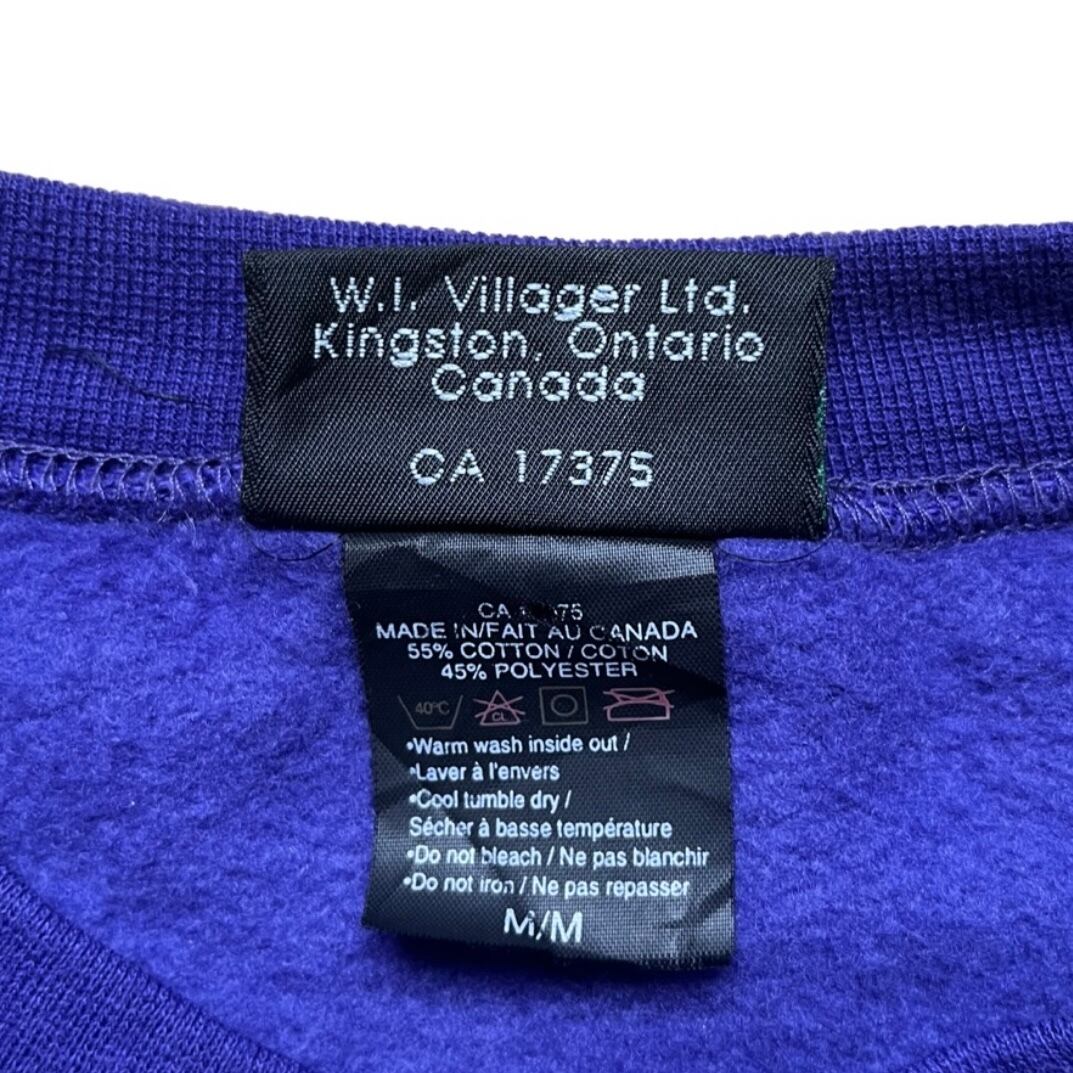 W.I. Villager Ltd.
Kingston, Ontario
Canada
CA 17375
CA 17375
MADE IN/FAIT AU CANADA
55% COTTON / COTON
45% POLYESTER
40°C CL
•Warm wash inside out /
•Laver à l'envers
•Cool tumble dry /
Sécher à basse température
•Do not bleach / Ne pas blanchir
•Do not iron / Ne pas repasser
M/M